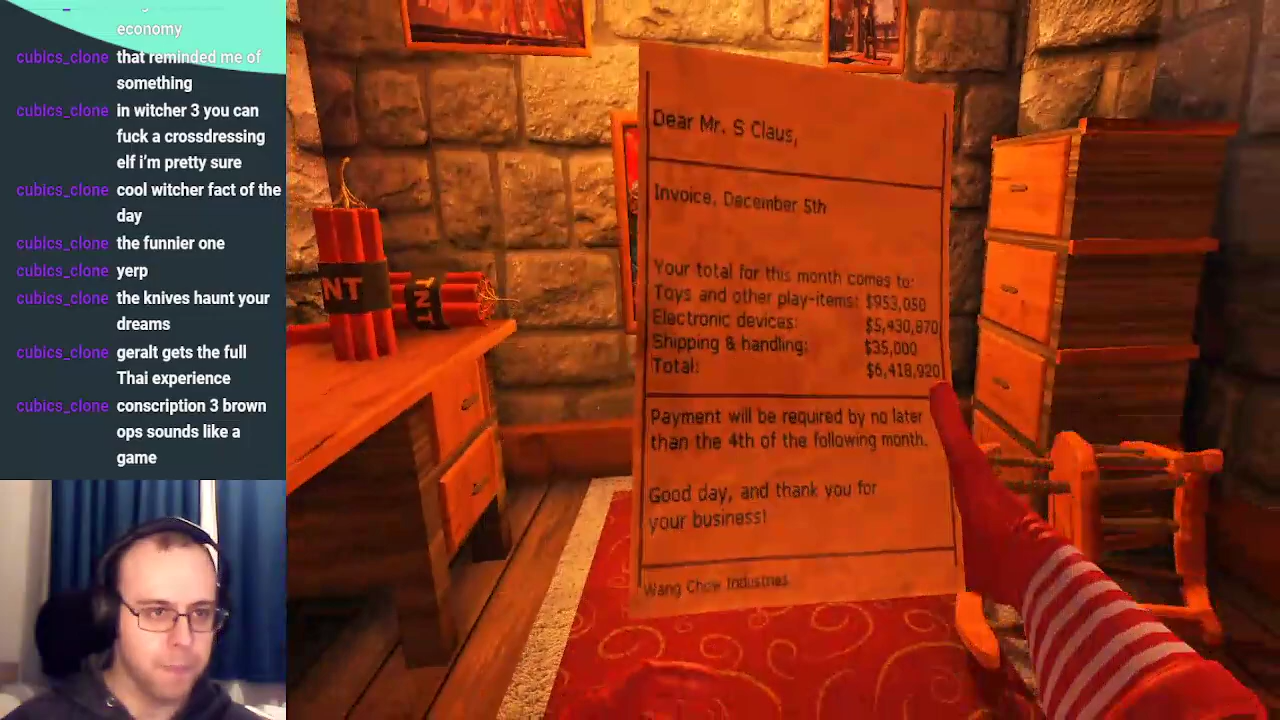 economy
cubics_clone that reminded me of
something
cubics_clone in witcher 3 you can
fuck a crossdressing
elf i'm pretty sure
cubics_clone cool witcher fact of the
day
cubics_clone the funnier one
cubics_clone yerp
cubics_clone the knives haunt your
dreams
cubics_clone geralt gets the full
Thai experience
cubics_clone conscription 3 brown
ops sounds like a
game
NT
NT
Dear Mr. S Claus,
Invoice, December 5th
Your total for this month comes to:
Toys and other play-items: $953,050
Electronic devices: $5,430,870
Shipping & handling: $35,000
Total: $6,418,920
Payment will be required by no later
than the 4th of the following month.
Good day, and thank you for
your business!
Wang Chow Industries